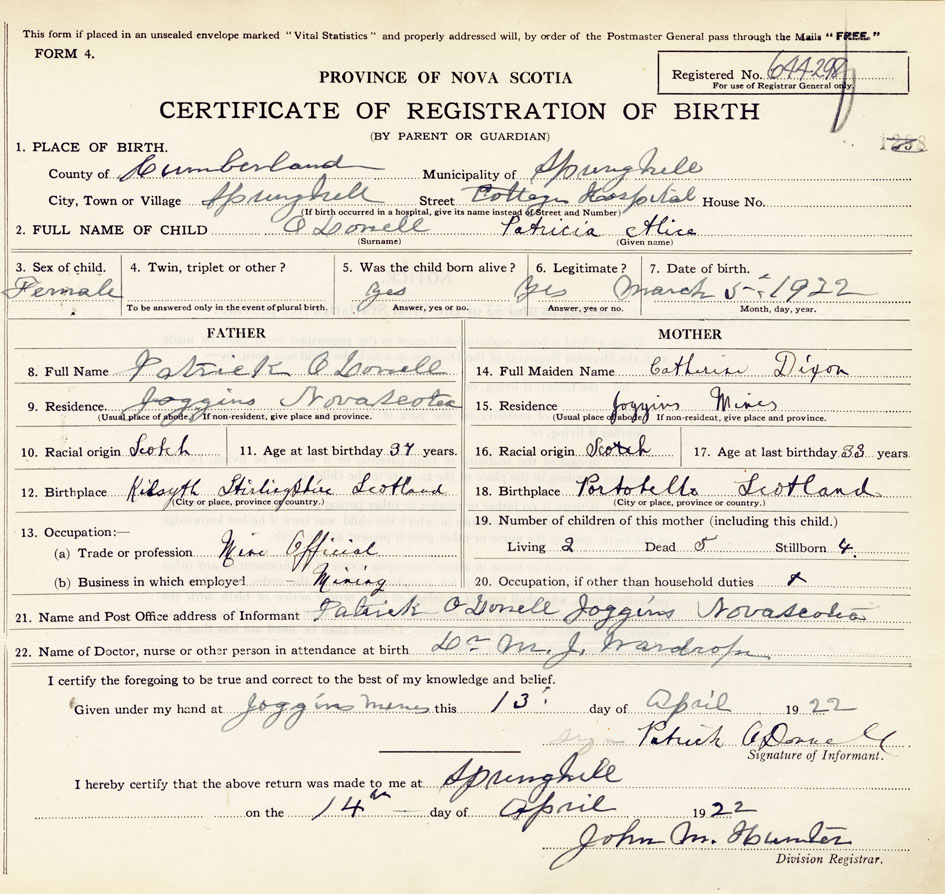 This form if placed in an unsealed envelope marked "Vital Statistics" and properly addressed will, by order of the Postmaster General pass through the Mails "FREE."
FORM 4.
PROVINCE OF NOVA SCOTIA
Registered No. 644298
For use of Registrar General only.
CERTIFICATE OF REGISTRATION OF BIRTH
(BY PARENT OR GUARDIAN)
1. PLACE OF BIRTH.
County of Cumberland Municipality of Springhill
City, Town or Village Springhill Street Cottage Hospital House No.
(If birth occurred in a hospital, give its name instead of Street and Number)
2. FULL NAME OF CHILD O'Donell Patricia Alice
(Surname) (Given name)
3. Sex of child. 4. Twin, triplet or other? 5. Was the child born alive? 6. Legitimate? 7. Date of birth.
Female Yes Yes March 5, 1922
To be answered only in the event of plural birth. Answer, yes or no. Answer, yes or no. Month, day, year.
FATHER MOTHER
8. Full Name Patrick O'Donell 14. Full Maiden Name Catherine Dixon
9. Residence Joggins Novascotia 15. Residence Joggins Mines
(Usual place of abode. If non-resident, give place and province. (Usual place of abode. If non-resident, give place and province.
10. Racial origin Scotch 11. Age at last birthday 37 years. 16. Racial origin Scotch 17. Age at last birthday 33 years
12. Birthplace Kilsyth Stirlingshire Scotland 18. Birthplace Portobello Scotland
(City or place, province or country.) (City or place, province or country.)
13. Occupation:— 19. Number of children of this mother (including this child.)
(a) Trade or profession Mine Official Living 2 Dead 5 Stillborn 4.
(b) Business in which employed Mining 20. Occupation, if other than household duties
21. Name and Post Office address of Informant Patrick O'Donell Joggins Novascotia
22. Name of Doctor, nurse or other person in attendance at birth Dr M. J. Wardrope
I certify the foregoing to be true and correct to the best of my knowledge and belief.
Given under my hand at Joggins Mines this 13 day of April 1922
Patrick O'Donnell
Signature of Informant.
I hereby certify that the above return was made to me at Springhill
on the 14th day of April 1922
John M. Hunter
Division Registrar.